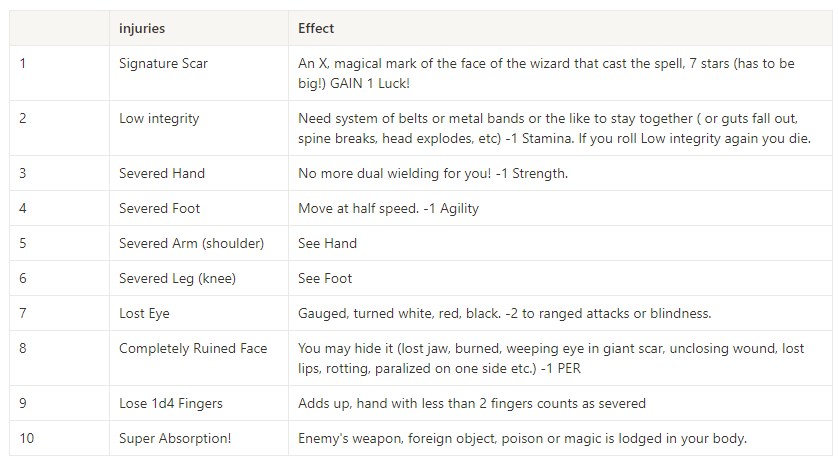 injuries Effect
1 Signature Scar An X, magical mark of the face of the wizard that cast the spell, 7 stars (has to be
big!) GAIN 1 Luck!
2 Low integrity Need system of belts or metal bands or the like to stay together ( or guts fall out,
spine breaks, head explodes, etc) -1 Stamina. If you roll Low integrity again you die.
3 Severed Hand No more dual wielding for you! -1 Strength.
4 Severed Foot Move at half speed. -1 Agility
5 Severed Arm (shoulder) See Hand
6 Severed Leg (knee) See Foot
7 Lost Eye Gauged, turned white, red, black. -2 to ranged attacks or blindness.
8 Completely Ruined Face You may hide it (lost jaw, burned, weeping eye in giant scar, unclosing wound, lost
lips, rotting, paralized on one side etc.) -1 PER
9 Lose 1d4 Fingers Adds up, hand with less than 2 fingers counts as severed
10 Super Absorption! Enemy's weapon, foreign object, poison or magic is lodged in your body.